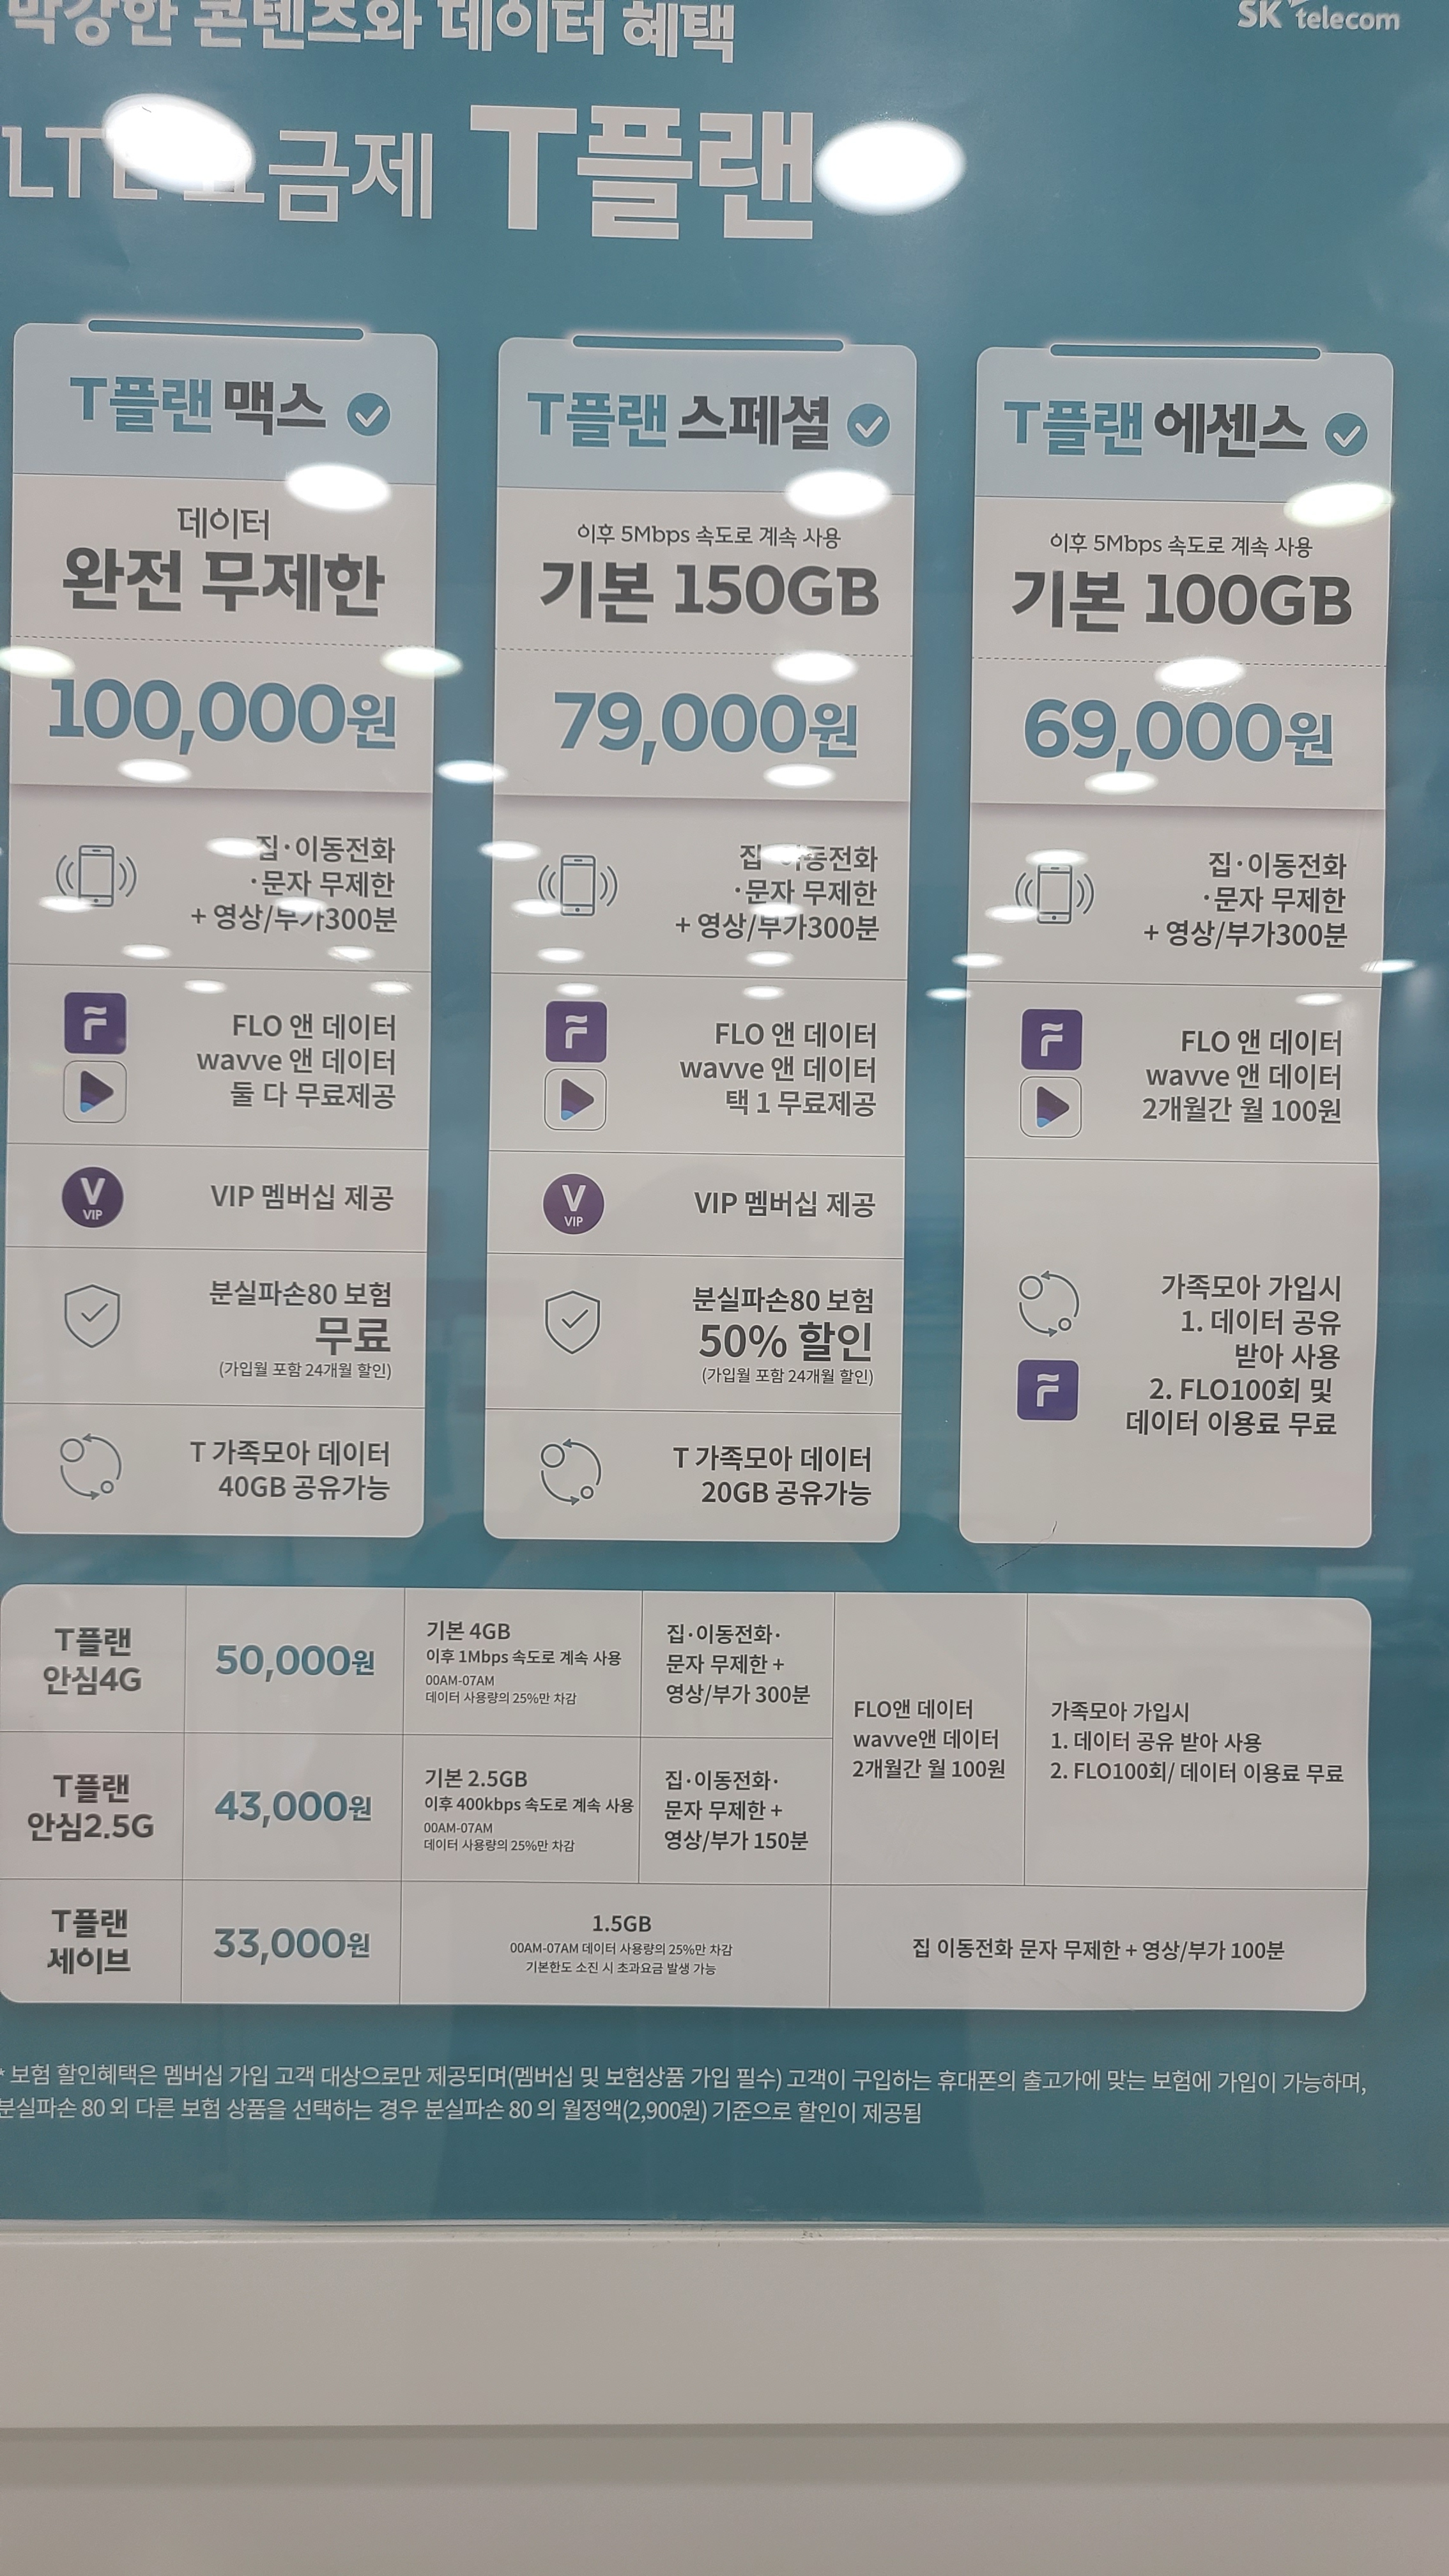 막강한 콘텐츠와 데이터 혜택
SK telecom
LTE 요금제 T플랜
T플랜 맥스
데이터
완전 무제한
100,000원
집·이동전화
·문자 무제한
+ 영상/부가300분
FLO 앤 데이터
wavve 앤 데이터
둘 다 무료제공
V
VIP
VIP 멤버십 제공
분실파손80 보험
무료
(가입월 포함 24개월 할인)
T 가족모아 데이터
40GB 공유가능
T플랜 스페셜
이후 5Mbps 속도로 계속 사용
기본 150GB
79,000원
집·이동전화
·문자 무제한
+ 영상/부가300분
FLO 앤 데이터
wavve 앤 데이터
택 1 무료제공
V
VIP
VIP 멤버십 제공
분실파손80 보험
50% 할인
(가입월 포함 24개월 할인)
T 가족모아 데이터
20GB 공유가능
T플랜 에센스
이후 5Mbps 속도로 계속 사용
기본 100GB
69,000원
집·이동전화
·문자 무제한
+ 영상/부가300분
FLO 앤 데이터
wavve 앤 데이터
2개월간 월 100원
가족모아 가입시
1. 데이터 공유
받아 사용
2. FLO100회 및
데이터 이용료 무료
T플랜
안심4G
50,000원
기본 4GB
이후 1Mbps 속도로 계속 사용
00AM-07AM
데이터 사용량의 25%만 차감
집·이동전화·
문자 무제한 +
영상/부가 300분
FLO앤 데이터
wavve앤 데이터
2개월간 월 100원
가족모아 가입시
1. 데이터 공유 받아 사용
2. FLO100회/ 데이터 이용료 무료
T플랜
안심2.5G
43,000원
기본 2.5GB
이후 400kbps 속도로 계속 사용
00AM-07AM
데이터 사용량의 25%만 차감
집·이동전화·
문자 무제한 +
영상/부가 150분
T플랜
세이브
33,000원
1.5GB
00AM-07AM 데이터 사용량의 25%만 차감
기본한도 소진 시 초과요금 발생 가능
집 이동전화 문자 무제한 + 영상/부가 100분
* 보험 할인혜택은 멤버십 가입 고객 대상으로만 제공되며(멤버십 및 보험상품 가입 필수) 고객이 구입하는 휴대폰의 출고가에 맞는 보험에 가입이 가능하며,
분실파손 80 외 다른 보험 상품을 선택하는 경우 분실파손 80 의 월정액(2,900원) 기준으로 할인이 제공됨